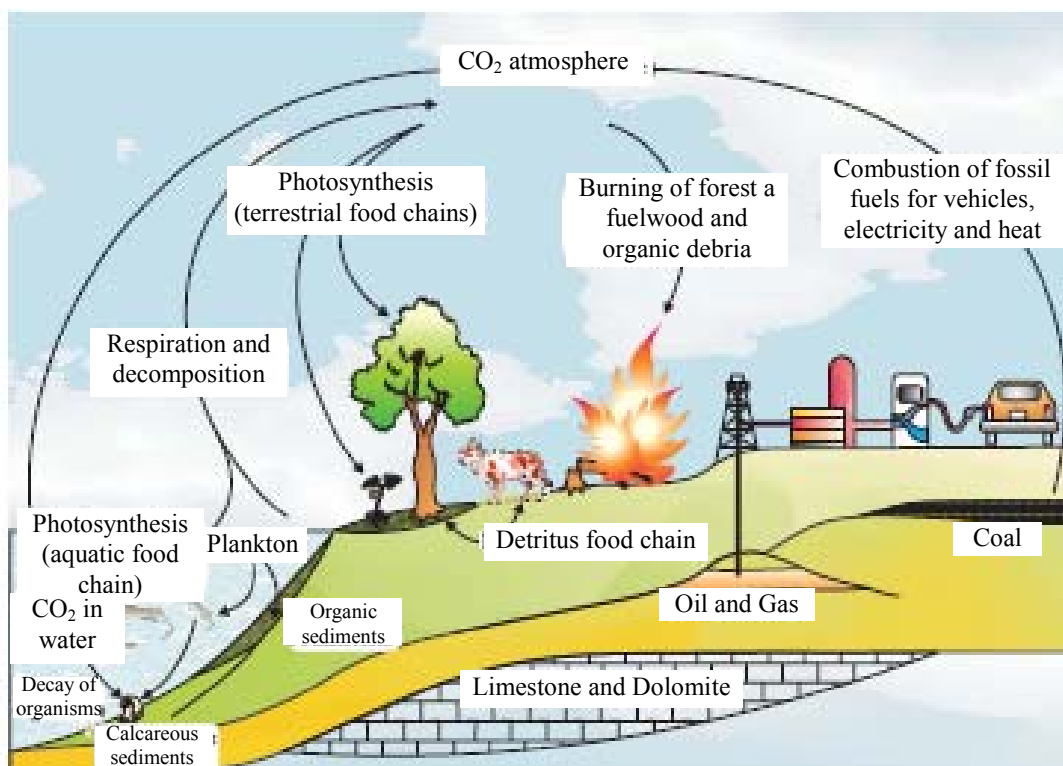 CO₂ atmosphere
Photosynthesis
(terrestrial food chains)
Burning of forest a
fuelwood and
organic debria
Combustion of fossil
fuels for vehicles,
electricity and heat
Respiration and
decomposition
Photosynthesis
(aquatic food
chain)
Plankton
Detritus food chain
Coal
CO₂ in
water
Organic
sediments
Oil and Gas
Decay of
organisms
Limestone and Dolomite
Calcareous
sediments